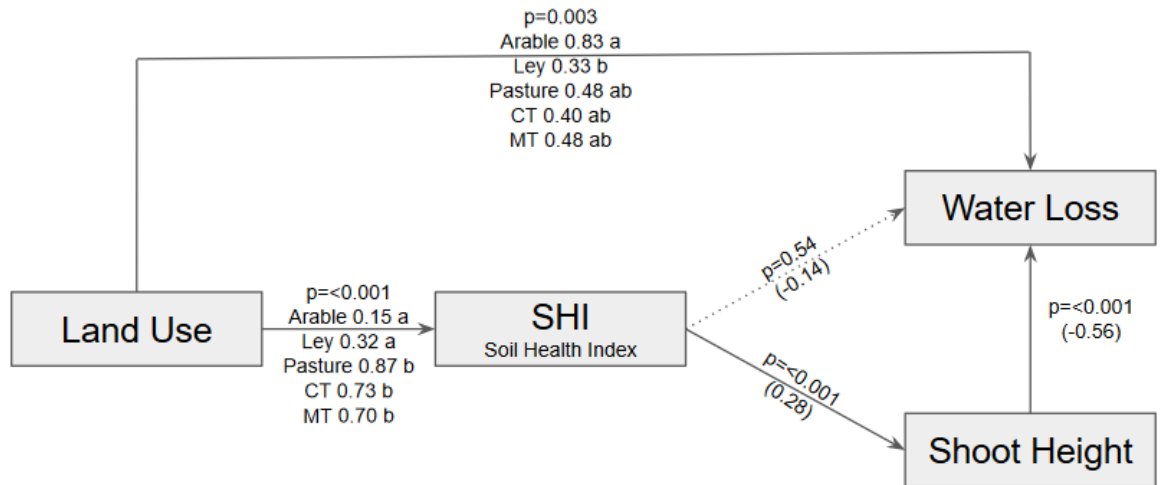 p=0.003
Arable 0.83 a
Ley 0.33 b
Pasture 0.48 ab
CT 0.40 ab
MT 0.48 ab
Water Loss
p=0.54
(-0.14)
Land Use
p=<0.001
Arable 0.15 a
Ley 0.32 a
Pasture 0.87 b
CT 0.73 b
MT 0.70 b
SHI
Soil Health Index
p=<0.001
(0.28)
p=<0.001
(-0.56)
Shoot Height